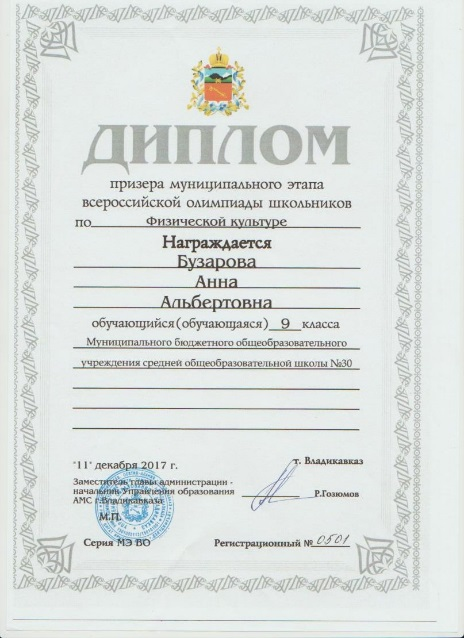 ДИПЛОМ
призера муниципального этапа
всероссийской олимпиады школьников
по Физической культуре
Награждается
Бузарова
Анна
Альбертовна
обучающийся(обучающаяся) 9 класса
Муниципального бюджетного общеобразовательного
учреждения средней общеобразовательной школы №30
"11" декабря 2017 г.
г. Владикавказ
Заместитель главы администрации -
начальник Управления образования
АМС г.Владикавказа
Р.Гозюмов
М.П.
Серия МЭ ВО
Регистрационный № 0501